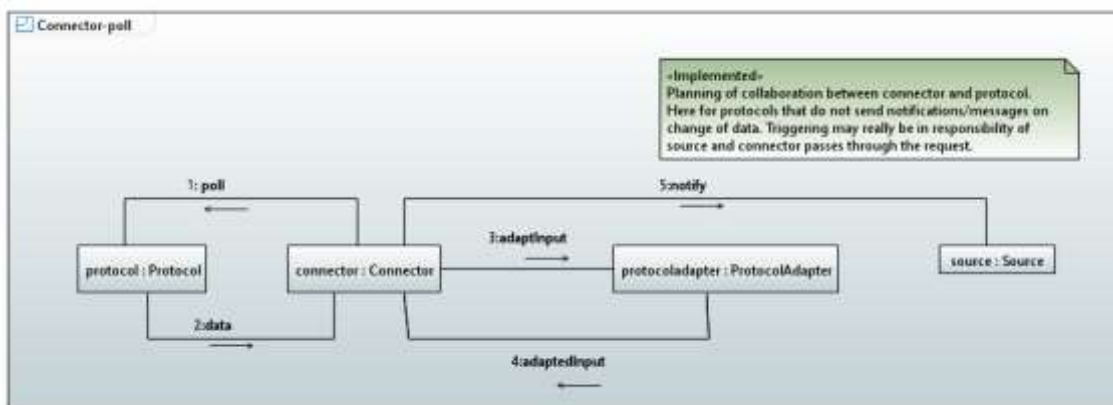 Connector-poll
«Implemented»
Planning of collaboration between connector and protocol.
Here for protocols that do not send notifications/messages on
change of data. Triggering may really be in responsibility of
source and connector passes through the request.
1: poll
5:notify
3:adaptInput
protocol : Protocol
connector : Connector
protocoladapter : ProtocolAdapter
source : Source
2:data
4:adaptedInput